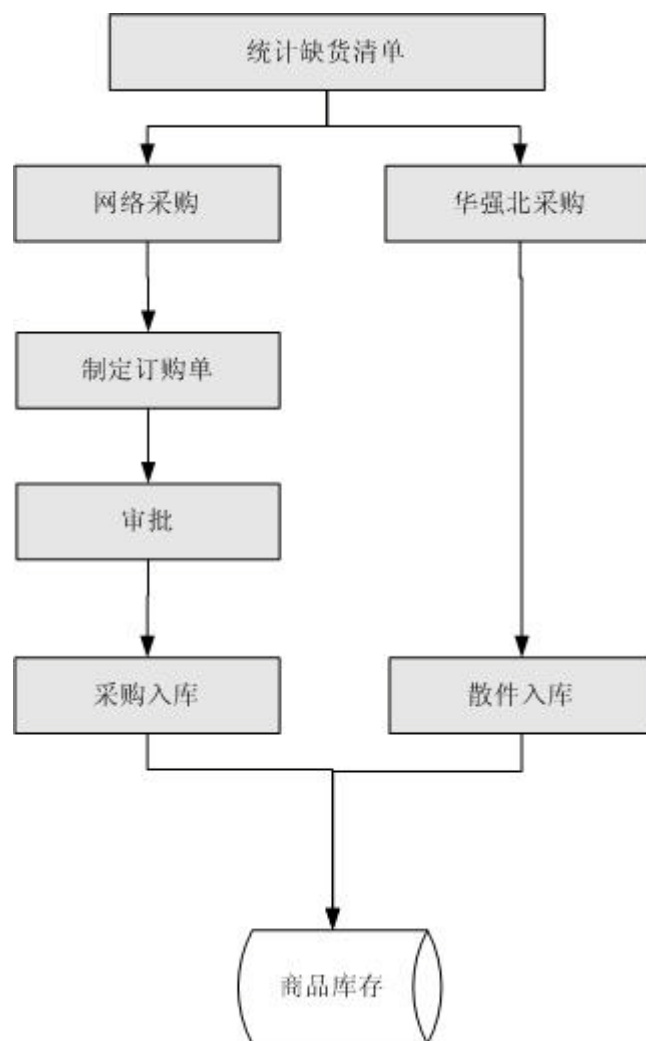 统计缺货清单
网络采购
华强北采购
制定订购单
审批
采购入库
散件入库
商品库存